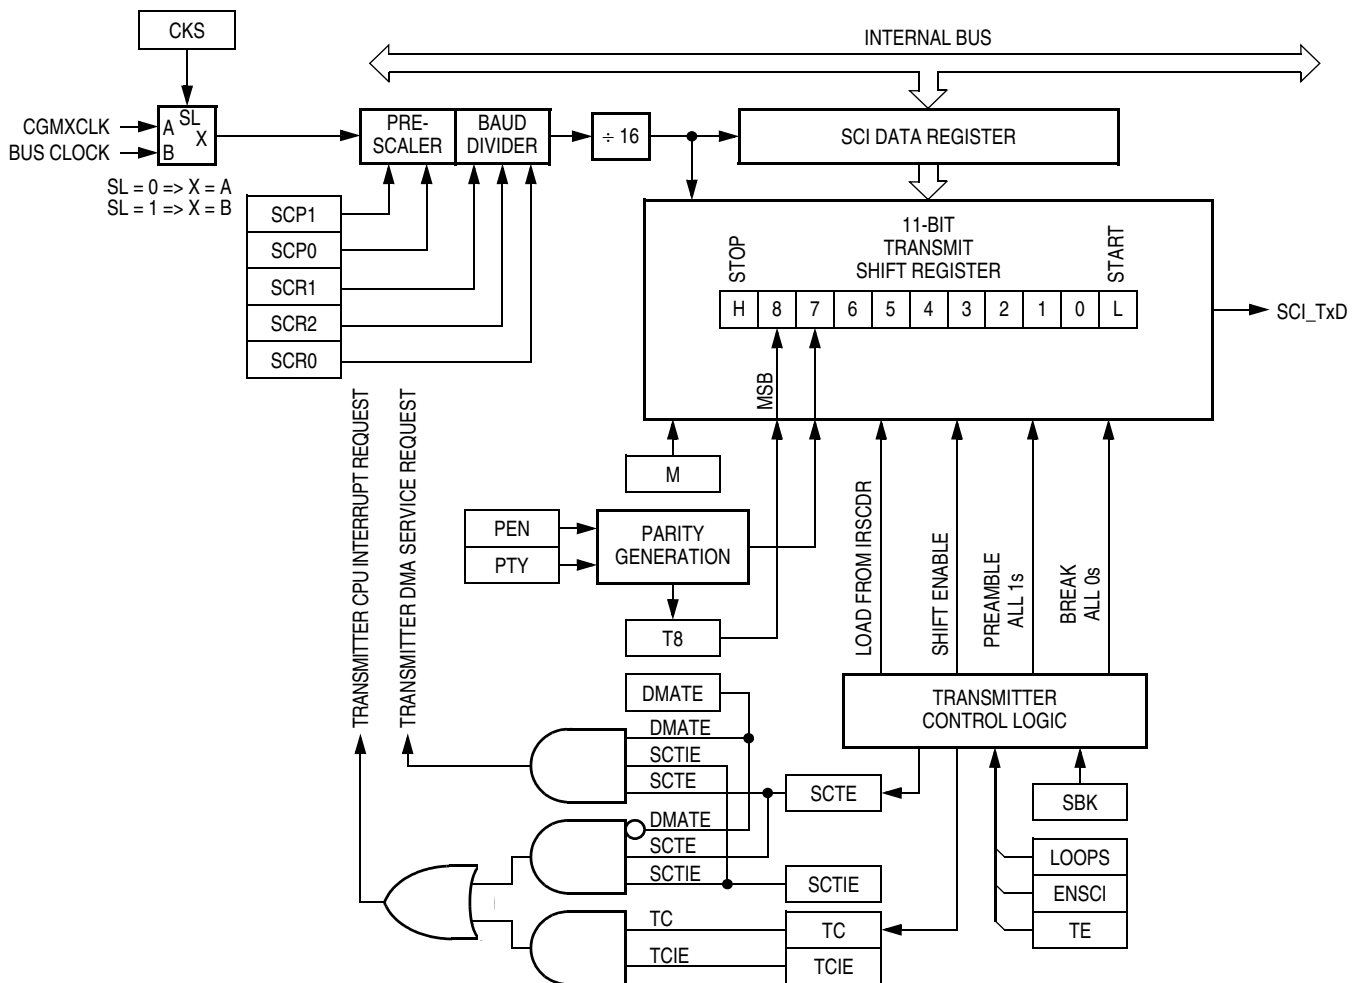 CKS
INTERNAL BUS
CGMXCLK
BUS CLOCK
A
SL
X
B
SL = 0 => X = A
SL = 1 => X = B
PRE-
SCALER
BAUD
DIVIDER
÷ 16
SCI DATA REGISTER
SCP1
SCP0
SCR1
SCR2
SCR0
11-BIT
TRANSMIT
SHIFT REGISTER
STOP
START
H 8 7 6 5 4 3 2 1 0 L
SCI_TxD
MSB
M
TRANSMITTER CPU INTERRUPT REQUEST
TRANSMITTER DMA SERVICE REQUEST
PEN
PTY
PARITY
GENERATION
T8
LOAD FROM IRSCDR
SHIFT ENABLE
PREAMBLE
ALL 1s
BREAK
ALL 0s
TRANSMITTER
CONTROL LOGIC
DMATE
DMATE
SCTIE
SCTE
SCTE
SBK
DMATE
SCTE
SCTIE
SCTIE
LOOPS
ENSCI
TE
TC
TC
TCIE
TCIE